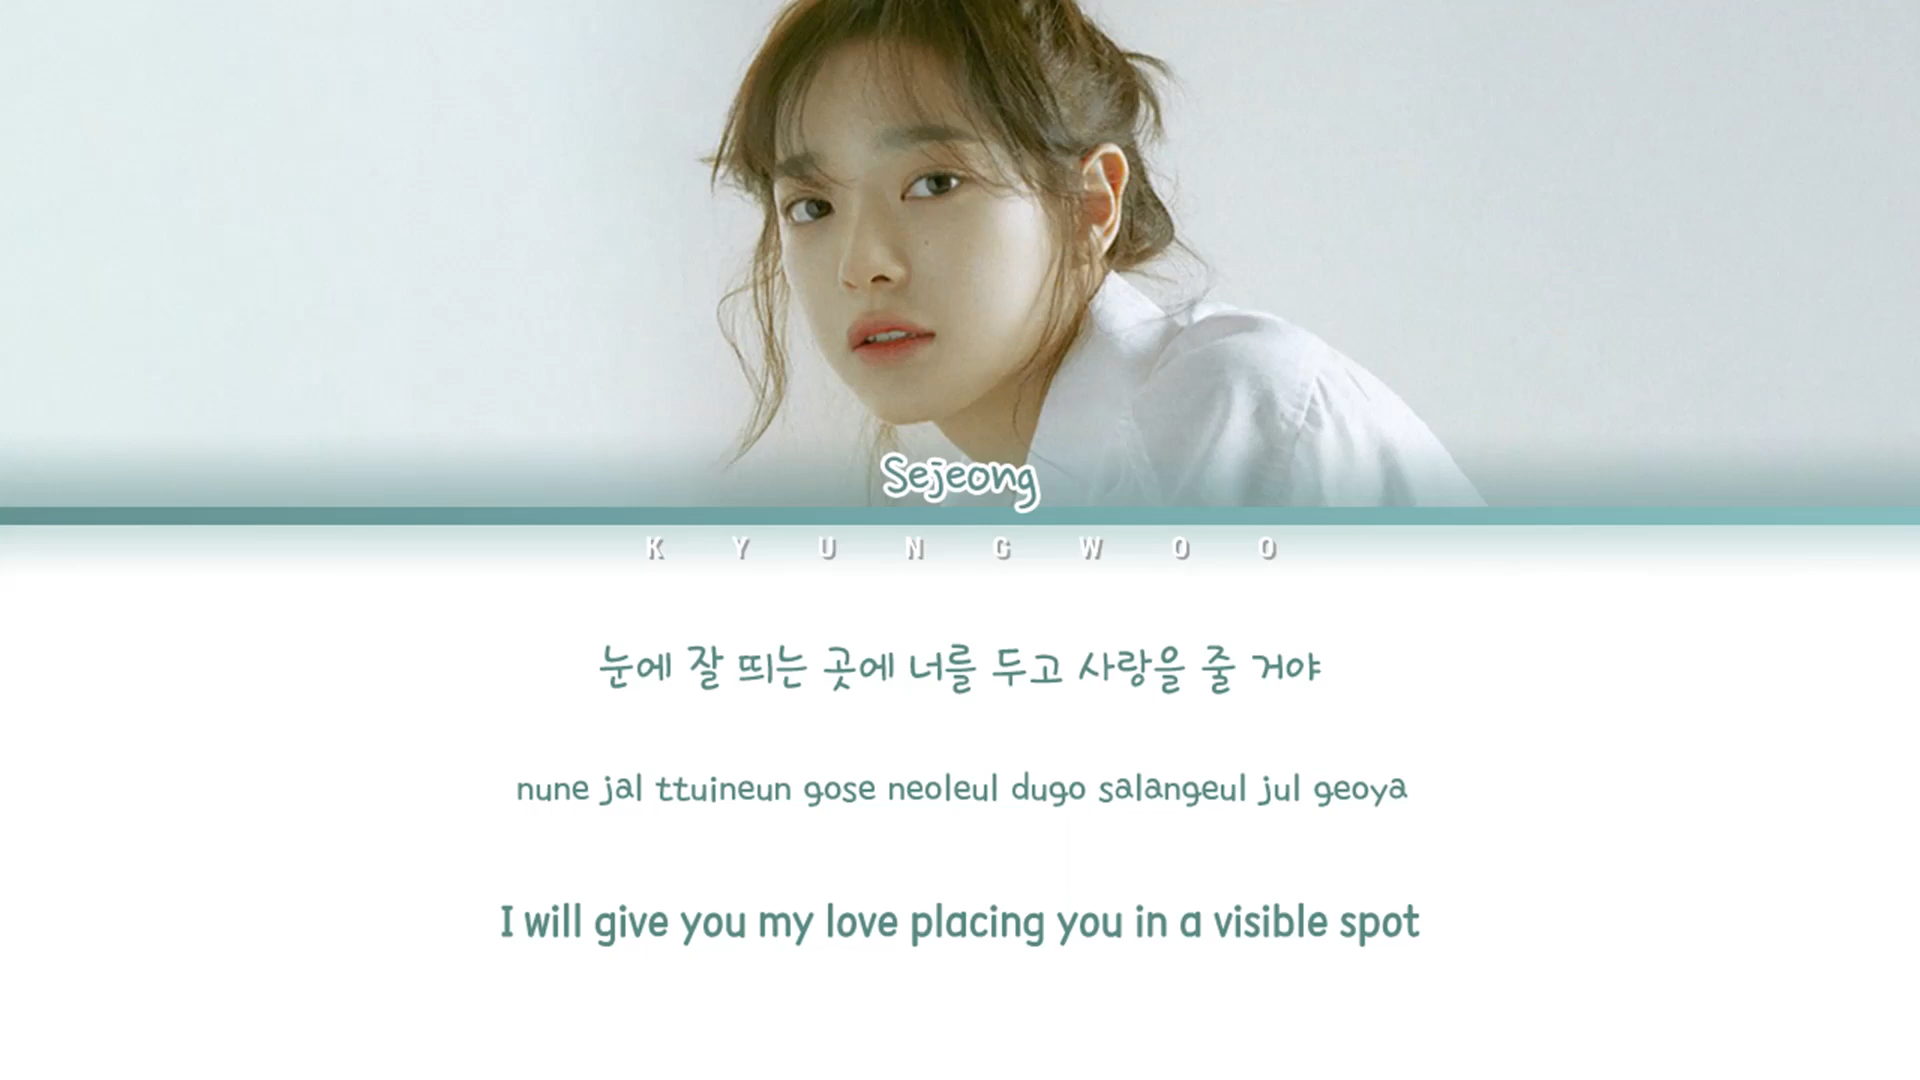 Sejeong
KYUNGWOO
눈에 잘 띄는 곳에 너를 두고 사랑을 줄 거야
nune jal ttuineun gose neoleul dugo salangeul jul geoya
I will give you my love placing you in a visible spot